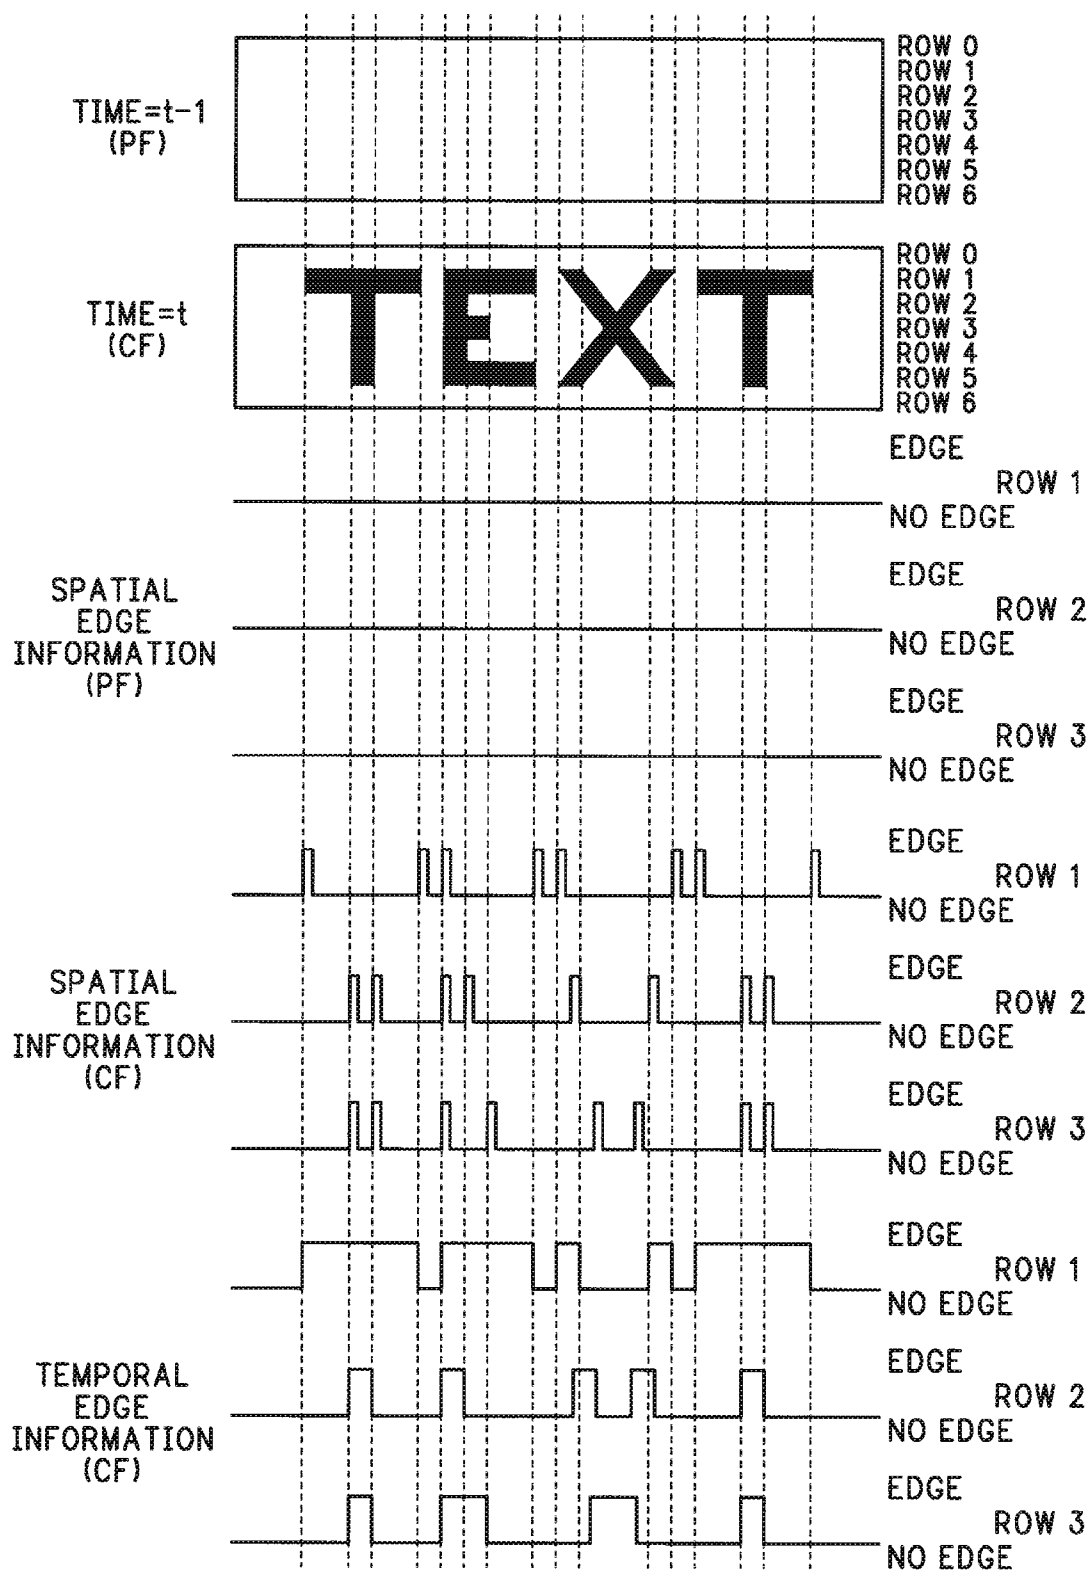 TIME=t-1
(PF)
ROW 0
ROW 1
ROW 2
ROW 3
ROW 4
ROW 5
ROW 6
TIME=t
(CF)
TEXT
ROW 0
ROW 1
ROW 2
ROW 3
ROW 4
ROW 5
ROW 6
SPATIAL
EDGE
INFORMATION
(PF)
EDGE
ROW 1
NO EDGE
EDGE
ROW 2
NO EDGE
EDGE
ROW 3
NO EDGE
SPATIAL
EDGE
INFORMATION
(CF)
EDGE
ROW 1
NO EDGE
EDGE
ROW 2
NO EDGE
EDGE
ROW 3
NO EDGE
TEMPORAL
EDGE
INFORMATION
(CF)
EDGE
ROW 1
NO EDGE
EDGE
ROW 2
NO EDGE
EDGE
ROW 3
NO EDGE